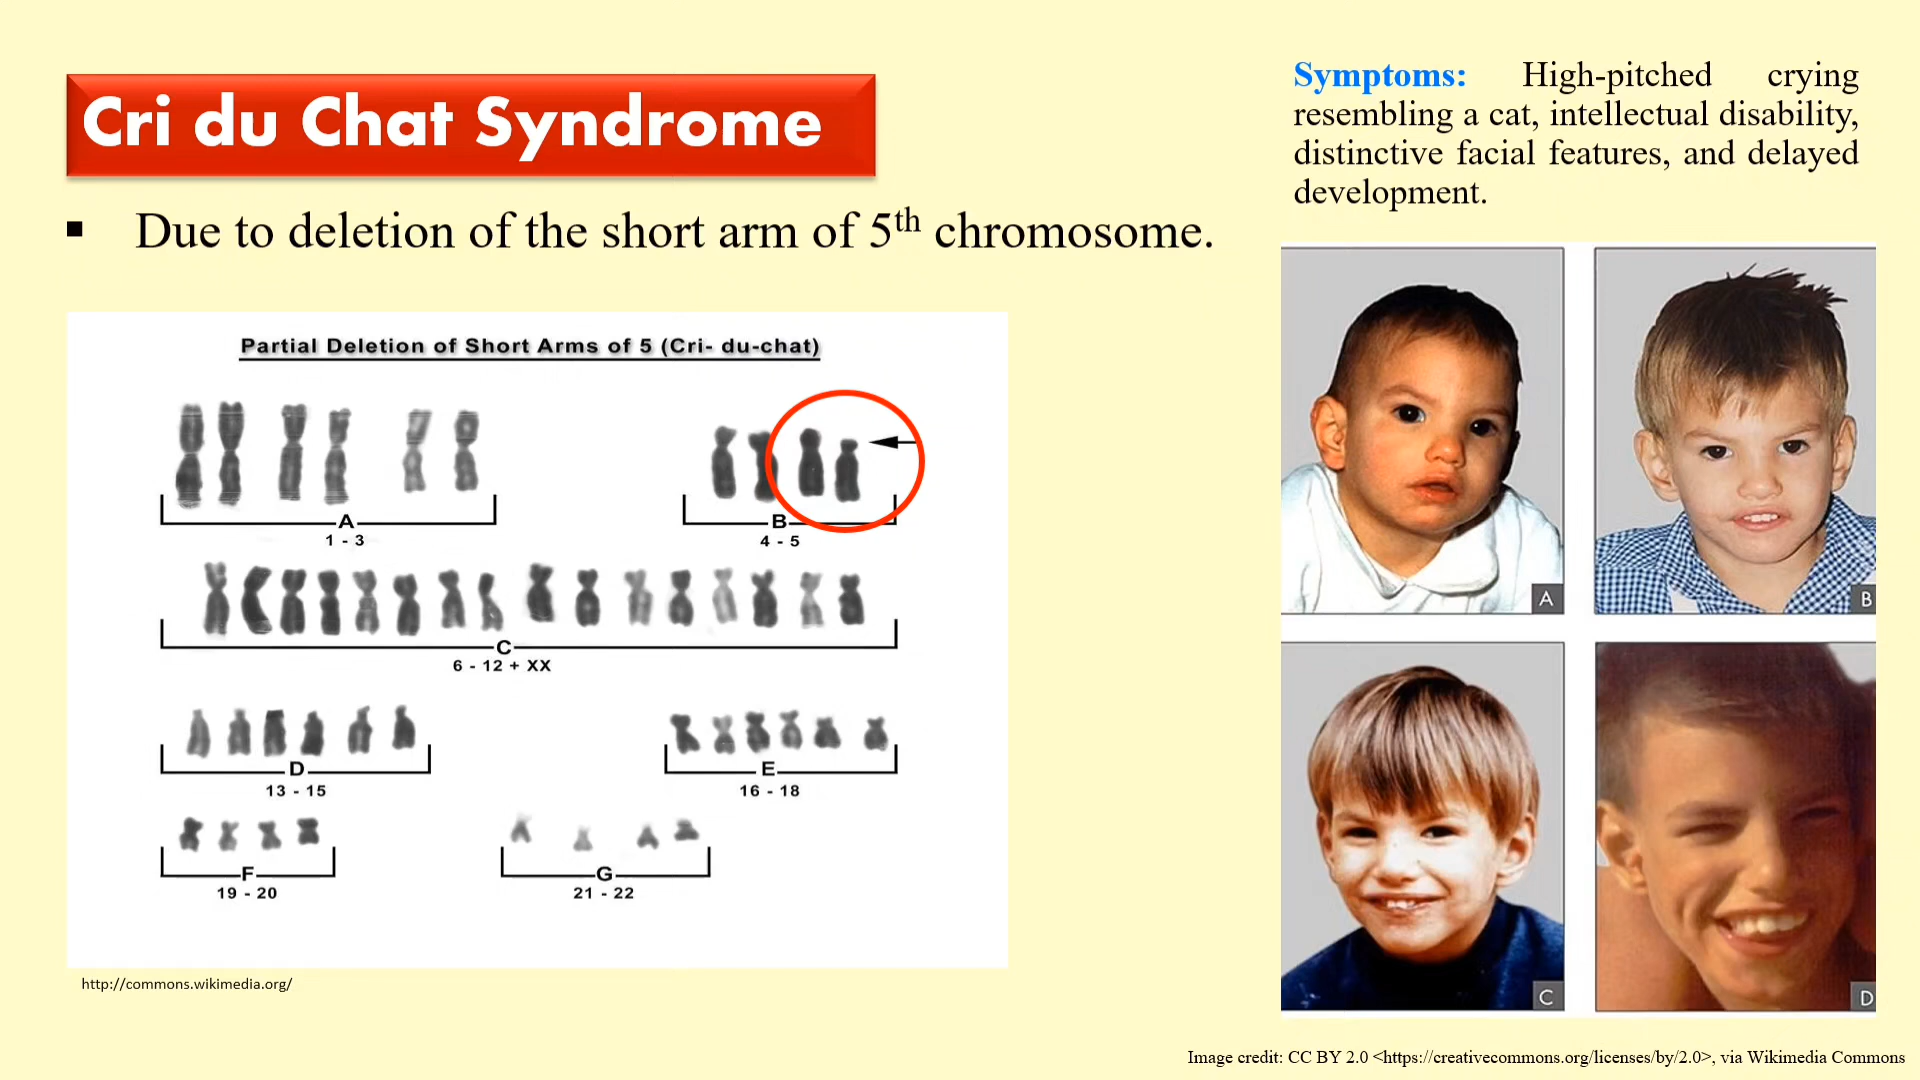 Cri du Chat Syndrome
▪ Due to deletion of the short arm of 5th chromosome.
Partial Deletion of Short Arms of 5 (Cri- du-chat)
A
1 - 3
B
4 - 5
C
6 - 12 + XX
D
13 - 15
E
16 - 18
F
19 - 20
G
21 - 22
http://commons.wikimedia.org/
Symptoms: High-pitched crying
resembling a cat, intellectual disability,
distinctive facial features, and delayed
development.
A
B
C
D
Image credit: CC BY 2.0 <https://creativecommons.org/licenses/by/2.0>, via Wikimedia Commons